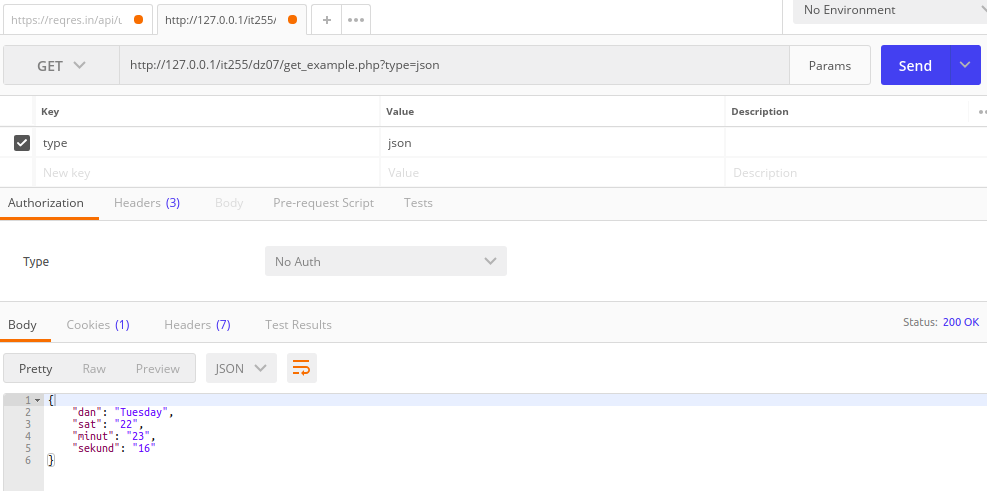 https://reqres.in/api/u
http://127.0.0.1/it255/
No Environment
GET
http://127.0.0.1/it255/dz07/get_example.php?type=json
Params
Send
Key Value Description
type json
New key Value Description
Authorization Headers (3) Body Pre-request Script Tests
Type No Auth
Body Cookies (1) Headers (7) Test Results Status: 200 OK
Pretty Raw Preview JSON
1 {
2 "dan": "Tuesday",
3 "sat": "22",
4 "minut": "23",
5 "sekund": "16"
6 }